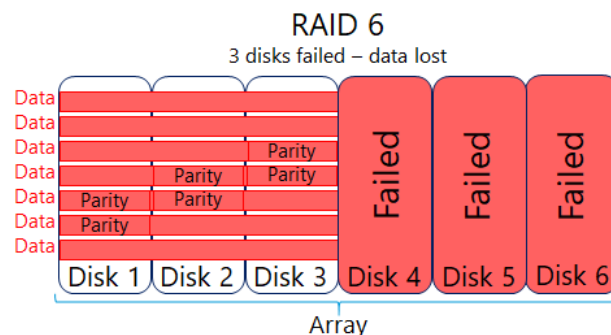 RAID 6
3 disks failed – data lost
Data
Data
Data Parity
Data Parity Parity
Data Parity Parity
Data Parity
Data
Failed Failed Failed
Disk 1 Disk 2 Disk 3 Disk 4 Disk 5 Disk 6
Array